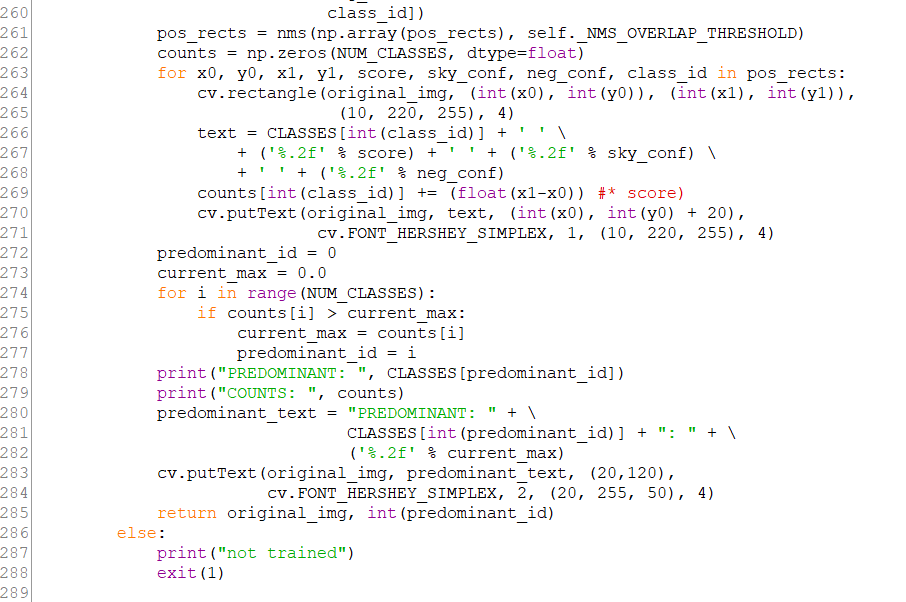 260 class_id])
261 pos_rects = nms(np.array(pos_rects), self._NMS_OVERLAP_THRESHOLD)
262 counts = np.zeros(NUM_CLASSES, dtype=float)
263 for x0, y0, x1, y1, score, sky_conf, neg_conf, class_id in pos_rects:
264 cv.rectangle(original_img, (int(x0), int(y0)), (int(x1), int(y1)),
265 (10, 220, 255), 4)
266 text = CLASSES[int(class_id)] + ' ' \
267 + ('%.2f' % score) + ' ' + ('%.2f' % sky_conf) \
268 + ' ' + ('%.2f' % neg_conf)
269 counts[int(class_id)] += (float(x1-x0)) #* score)
270 cv.putText(original_img, text, (int(x0), int(y0) + 20),
271 cv.FONT_HERSHEY_SIMPLEX, 1, (10, 220, 255), 4)
272 predominant_id = 0
273 current_max = 0.0
274 for i in range(NUM_CLASSES):
275 if counts[i] > current_max:
276 current_max = counts[i]
277 predominant_id = i
278 print("PREDOMINANT: ", CLASSES[predominant_id])
279 print("COUNTS: ", counts)
280 predominant_text = "PREDOMINANT: " + \
281 CLASSES[int(predominant_id)] + ": " + \
282 ('%.2f' % current_max)
283 cv.putText(original_img, predominant_text, (20,120),
284 cv.FONT_HERSHEY_SIMPLEX, 2, (20, 255, 50), 4)
285 return original_img, int(predominant_id)
286 else:
287 print("not trained")
288 exit(1)
289